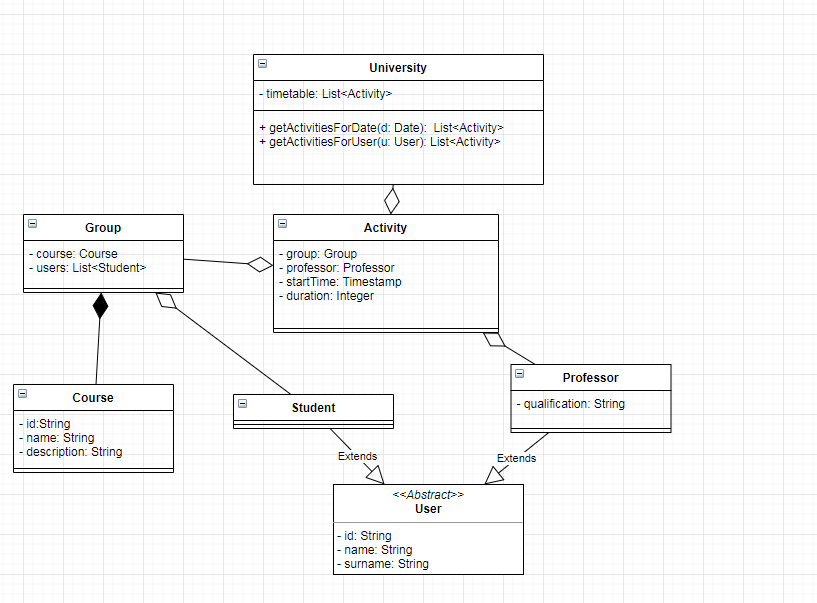 University
- timetable: List<Activity>
+ getActivitiesForDate(d: Date): List<Activity>
+ getActivitiesForUser(u: User): List<Activity>
Group
- course: Course
- users: List<Student>
Activity
- group: Group
- professor: Professor
- startTime: Timestamp
- duration: Integer
Course
- id:String
- name: String
- description: String
Student
Professor
- qualification: String
Extends
Extends
<<Abstract>>
User
- id: String
- name: String
- surname: String